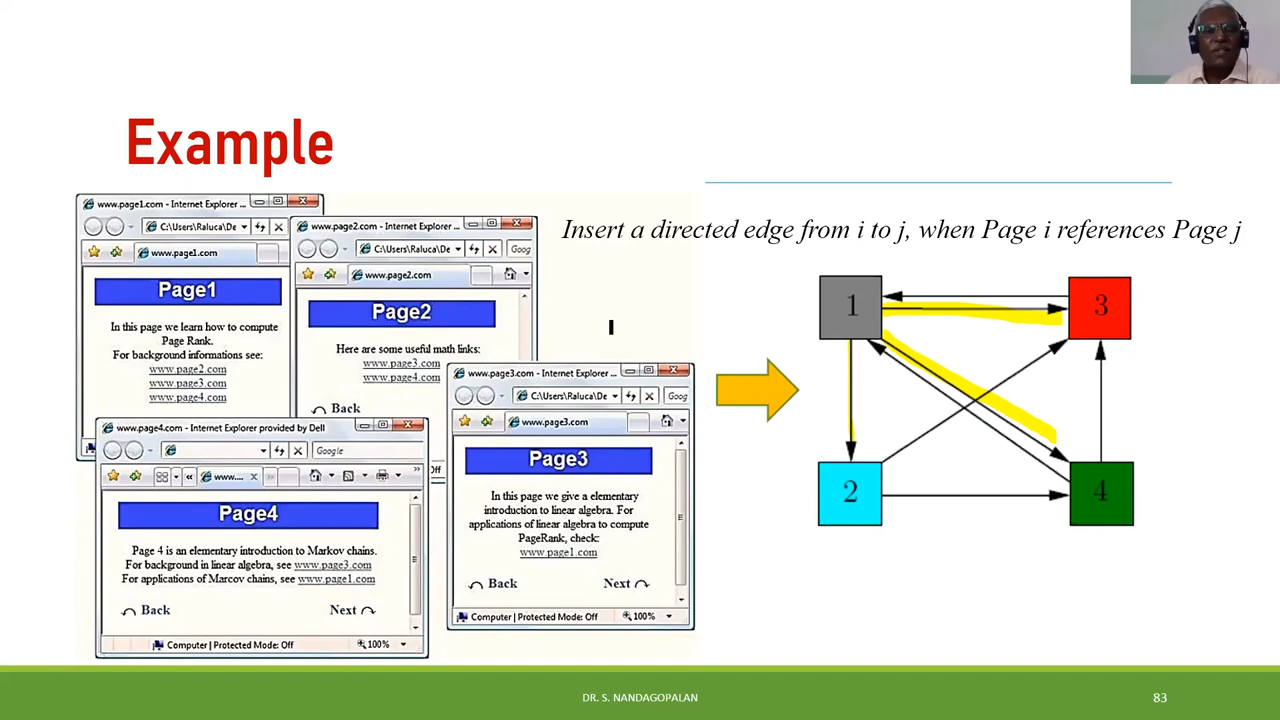 Example
Insert a directed edge from i to j, when Page i references Page j
www.page1.com - Internet Explorer ...
C:\Users\Raluca\De
www.page1.com
Page1
In this page we learn how to compute
Page Rank.
For background informations see:
www.page2.com
www.page3.com
www.page4.com
www.page2.com - Internet Explorer ...
C:\Users\Raluca\De
Goog
www.page2.com
Page2
Here are some useful math links:
www.page3.com
www.page4.com
Back
Off
www.page3.com - Internet Explorer ...
C:\Users\Raluca\De
Goog
www.page3.com
Page3
In this page we give a elementary
introduction to linear algebra. For
applications of linear algebra to compute
PageRank, check:
www.page1.com
Back
Next
Computer | Protected Mode: Off
100%
www.page4.com - Internet Explorer provided by Dell
Google
www....
Page4
Page 4 is an elementary introduction to Markov chains.
For background in linear algebra, see www.page3.com
For applications of Marcov chains, see www.page1.com
Back
Next
Computer | Protected Mode: Off
100%
1
3
2
4
DR. S. NANDAGOPALAN
83